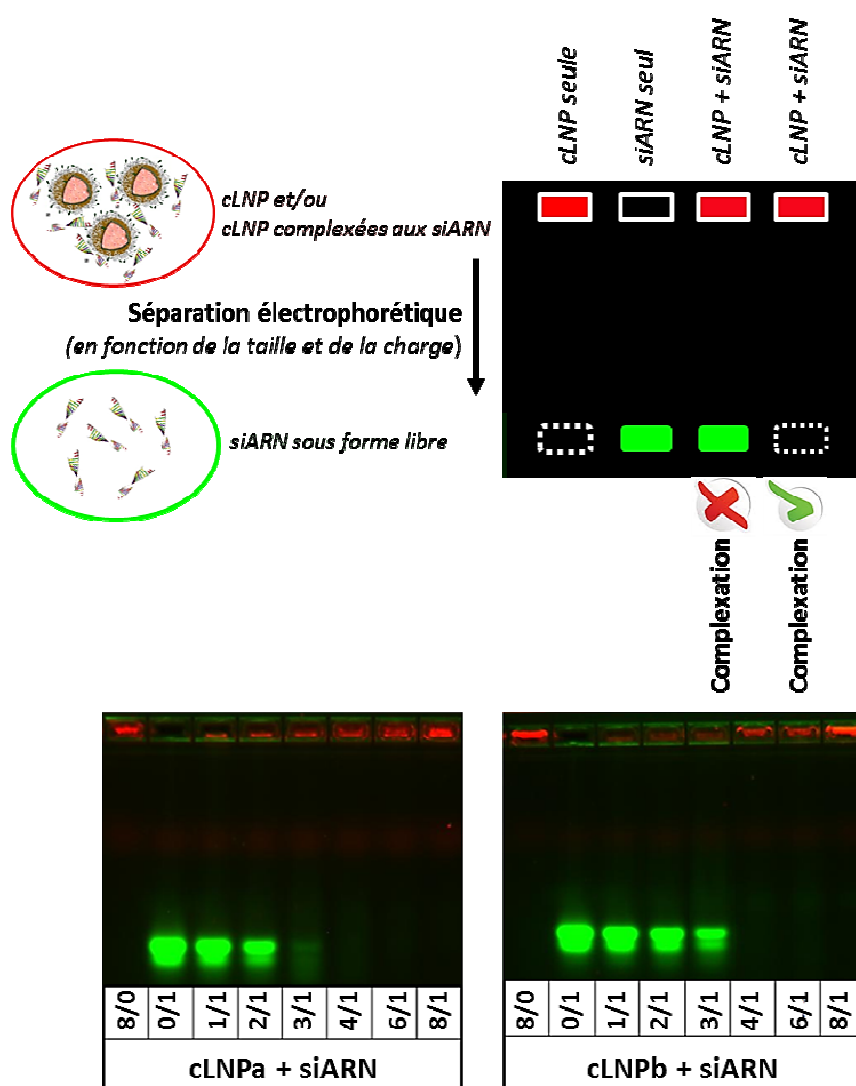 cLNP seule
siARN seul
cLNP + siARN
cLNP + siARN
cLNP et/ou
cLNP complexées aux siARN
Séparation électrophorétique
(en fonction de la taille et de la charge)
siARN sous forme libre
Complexation
Complexation
8/0 0/1 1/1 2/1 3/1 4/1 6/1 8/1
cLNPa + siARN
8/0 0/1 1/1 2/1 3/1 4/1 6/1 8/1
cLNPb + siARN